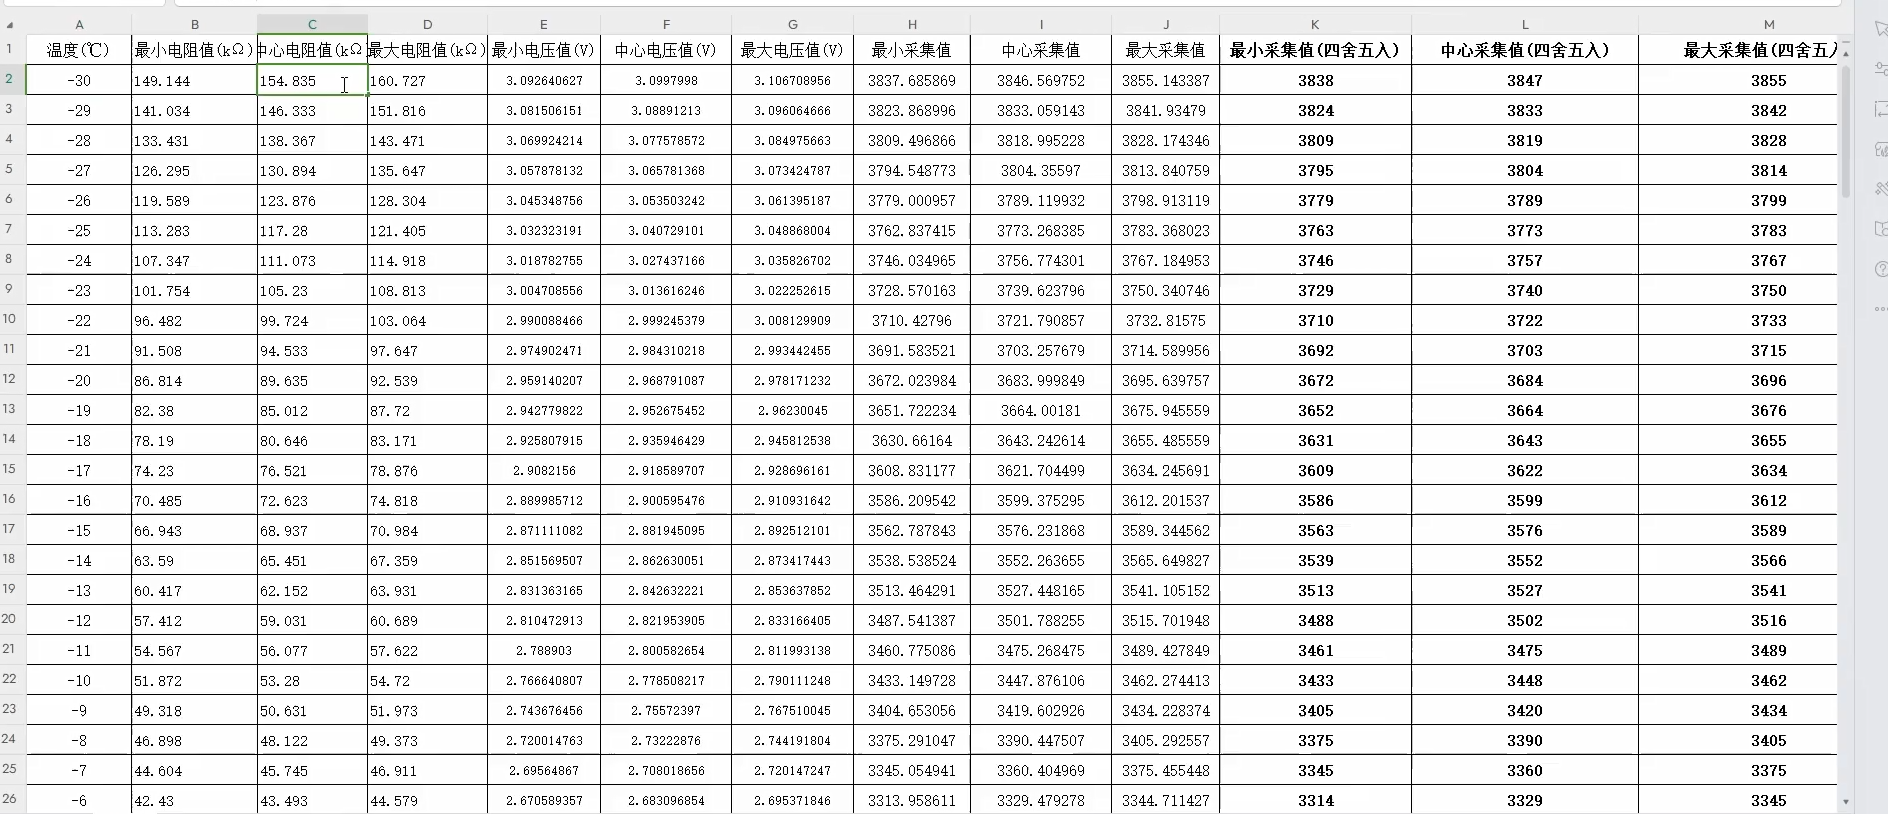 A B C D E F G H I J K L M
1 温度(℃) 最小电阻值(kΩ) 中心电阻值(kΩ 最大电阻值(kΩ) 最小电压值(V) 中心电压值(V) 最大电压值(V) 最小采集值 中心采集值 最大采集值 最小采集值(四舍五入) 中心采集值(四舍五入) 最大采集值(四舍五入
2 -30 149.144 154.835 160.727 3.092640627 3.0997998 3.106708956 3837.685869 3846.569752 3855.143387 3838 3847 3855
3 -29 141.034 146.333 151.816 3.081506151 3.08891213 3.096064666 3823.868996 3833.059143 3841.93479 3824 3833 3842
4 -28 133.431 138.367 143.471 3.069924214 3.077578572 3.084975663 3809.496866 3818.995228 3828.174346 3809 3819 3828
5 -27 126.295 130.894 135.647 3.057878132 3.065781368 3.073424787 3794.548773 3804.35597 3813.840759 3795 3804 3814
6 -26 119.589 123.876 128.304 3.045348756 3.053503242 3.061395187 3779.000957 3789.119932 3798.913119 3779 3789 3799
7 -25 113.283 117.28 121.405 3.032323191 3.040729101 3.048868004 3762.837415 3773.268385 3783.368023 3763 3773 3783
8 -24 107.347 111.073 114.918 3.018782755 3.027437166 3.035826702 3746.034965 3756.774301 3767.184953 3746 3757 3767
9 -23 101.754 105.23 108.813 3.004708556 3.013616246 3.022252615 3728.570163 3739.623796 3750.340746 3729 3740 3750
10 -22 96.482 99.724 103.064 2.990088466 2.999245379 3.008129909 3710.42796 3721.790857 3732.81575 3710 3722 3733
11 -21 91.508 94.533 97.647 2.974902471 2.984310218 2.993442455 3691.583521 3703.257679 3714.589956 3692 3703 3715
12 -20 86.814 89.635 92.539 2.959140207 2.968791087 2.978171232 3672.023984 3683.999849 3695.639757 3672 3684 3696
13 -19 82.38 85.012 87.72 2.942779822 2.952675452 2.96230045 3651.722234 3664.00181 3675.945559 3652 3664 3676
14 -18 78.19 80.646 83.171 2.925807915 2.935946429 2.945812538 3630.66164 3643.242614 3655.485559 3631 3643 3655
15 -17 74.23 76.521 78.876 2.9082156 2.918589707 2.928696161 3608.831177 3621.704499 3634.245691 3609 3622 3634
16 -16 70.485 72.623 74.818 2.889985712 2.900595476 2.910931642 3586.209542 3599.375295 3612.201537 3586 3599 3612
17 -15 66.943 68.937 70.984 2.871111082 2.881945095 2.892512101 3562.787843 3576.231868 3589.344562 3563 3576 3589
18 -14 63.59 65.451 67.359 2.851569507 2.862630051 2.873417443 3538.538524 3552.263655 3565.649827 3539 3552 3566
19 -13 60.417 62.152 63.931 2.831363165 2.842632221 2.853637852 3513.464291 3527.448165 3541.105152 3513 3527 3541
20 -12 57.412 59.031 60.689 2.810472913 2.821953905 2.833166405 3487.541387 3501.788255 3515.701948 3488 3502 3516
21 -11 54.567 56.077 57.622 2.788903 2.800582654 2.811993138 3460.775086 3475.268475 3489.427849 3461 3475 3489
22 -10 51.872 53.28 54.72 2.766640807 2.778508217 2.790111248 3433.149728 3447.876106 3462.274413 3433 3448 3462
23 -9 49.318 50.631 51.973 2.743676456 2.75572397 2.767510045 3404.653056 3419.602926 3434.228374 3405 3420 3434
24 -8 46.898 48.122 49.373 2.720014763 2.73222876 2.744191804 3375.291047 3390.447507 3405.292557 3375 3390 3405
25 -7 44.604 45.745 46.911 2.69564867 2.708018656 2.720147247 3345.054941 3360.404969 3375.455448 3345 3360 3375
26 -6 42.43 43.493 44.579 2.670589357 2.683096854 2.695371846 3313.958611 3329.479278 3344.711427 3314 3329 3345